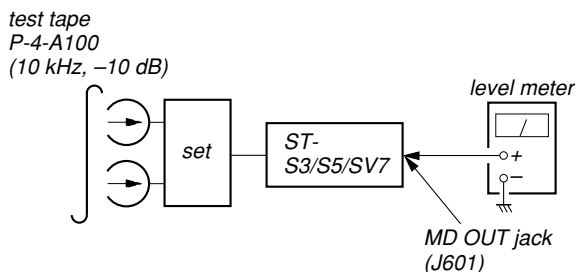 test tape
P-4-A100
(10 kHz, –10 dB)
set
ST-
S3/S5/SV7
level meter
+
–
MD OUT jack
(J601)